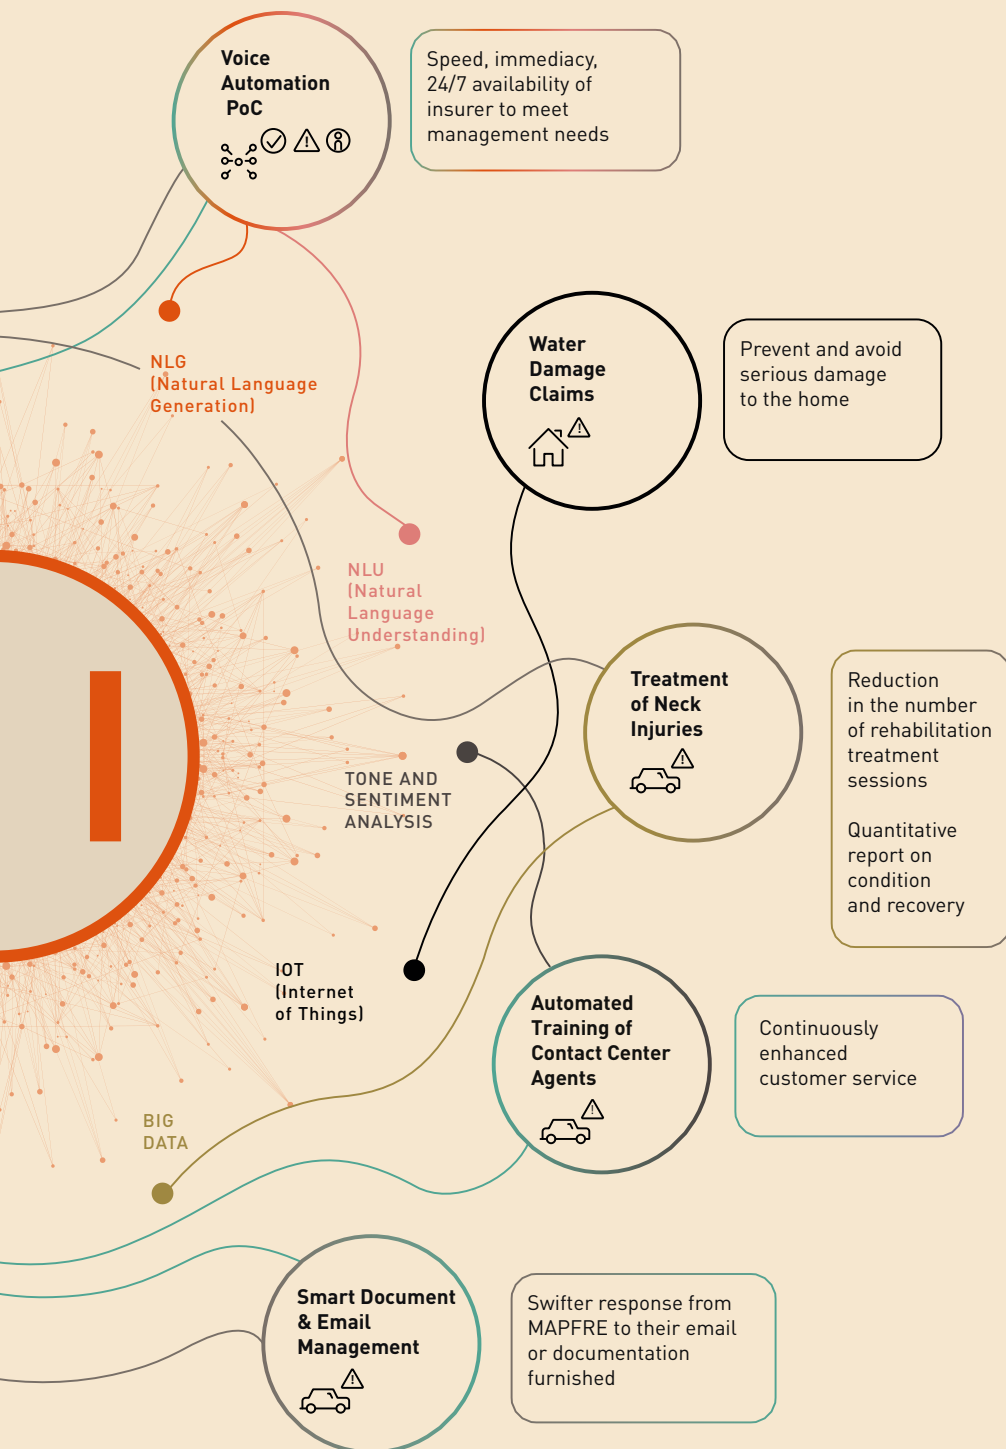 Voice
Automation
PoC
Speed, immediacy,
24/7 availability of
insurer to meet
management needs
NLG
(Natural Language
Generation)
Water
Damage
Claims
Prevent and avoid
serious damage
to the home
NLU
(Natural
Language
Understanding)
I
Treatment
of Neck
Injuries
Reduction
in the number
of rehabilitation
treatment
sessions
Quantitative
report on
condition
and recovery
TONE AND
SENTIMENT
ANALYSIS
IOT
(Internet
of Things)
Automated
Training of
Contact Center
Agents
Continuously
enhanced
customer service
BIG
DATA
Smart Document
& Email
Management
Swifter response from
MAPFRE to their email
or documentation
furnished